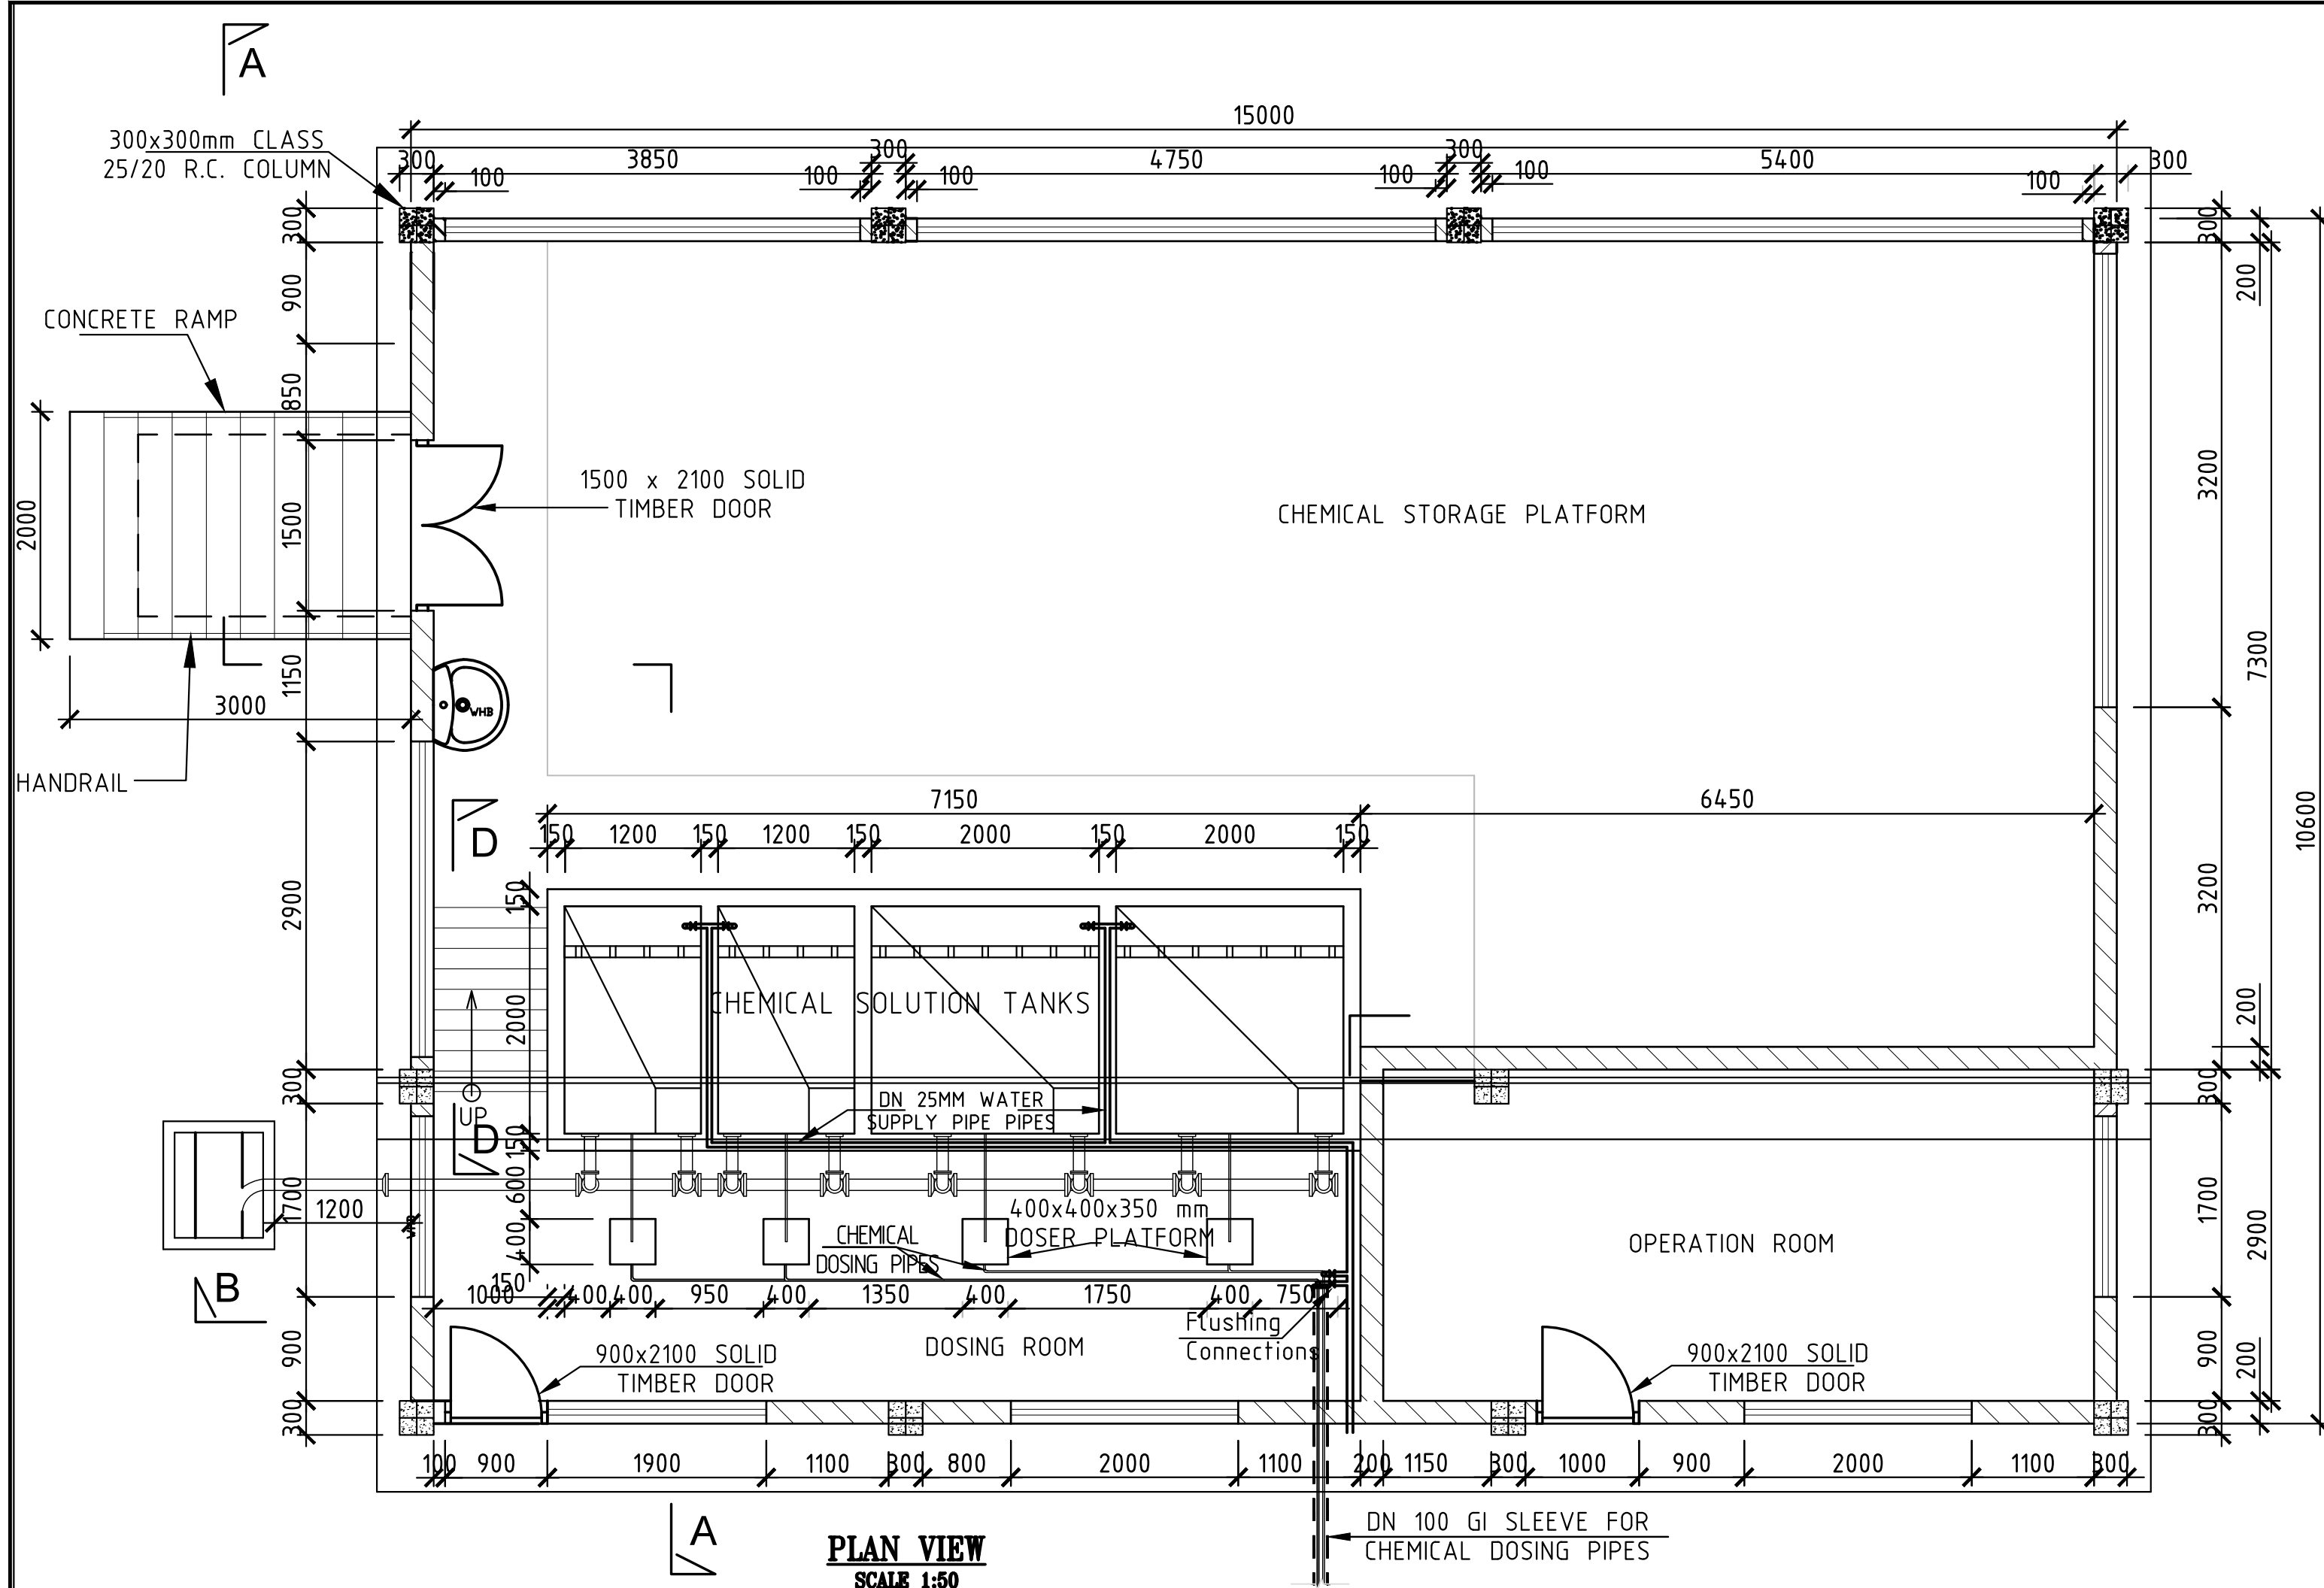 A
15000
300x300mm CLASS
25/20 R.C. COLUMN
300
3850
300
4750
300
5400
300
100
100
100
100
100
100
300
900
850
1500
1150
2900
300
1700
900
300
CONCRETE RAMP
2000
3000
HANDRAIL
1500 x 2100 SOLID
TIMBER DOOR
CHEMICAL STORAGE PLATFORM
WHB
300
200
3200
7300
10600
3200
200
300
1700
2900
900
200
300
7150
6450
D
150
1200
150
1200
150
2000
150
2000
150
150
2000
150
600
400
150
CHEMICAL SOLUTION TANKS
DN 25MM WATER
SUPPLY PIPE PIPES
UP
D
1200
400x400x350 mm
DOSER PLATFORM
CHEMICAL
DOSING PIPES
OPERATION ROOM
B
1000
400
400
950
400
1350
400
1750
400
750
Flushing
Connections
DOSING ROOM
900x2100 SOLID
TIMBER DOOR
900x2100 SOLID
TIMBER DOOR
100
900
1900
1100
300
800
2000
1100
200
1150
300
1000
900
2000
1100
300
A
PLAN VIEW
SCALE 1:50
DN 100 GI SLEEVE FOR
CHEMICAL DOSING PIPES